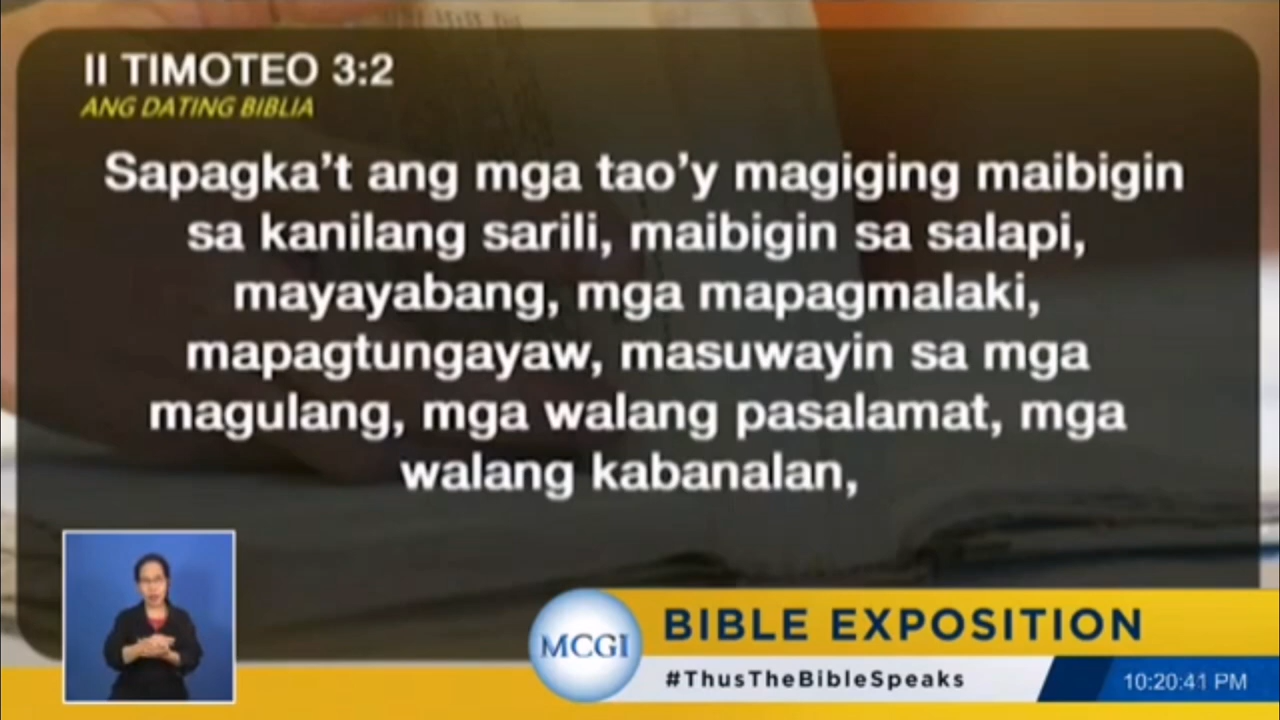 II TIMOTEO 3:2
ANG DATING BIBLIA
Sapagka't ang mga tao'y magiging maibigin
sa kanilang sarili, maibigin sa salapi,
mayayabang, mga mapagmalaki,
mapagtungayaw, masuwayin sa mga
magulang, mga walang pasalamat, mga
walang kabanalan,
MCGI
BIBLE EXPOSITION
#ThusTheBibleSpeaks
10:20:41 PM